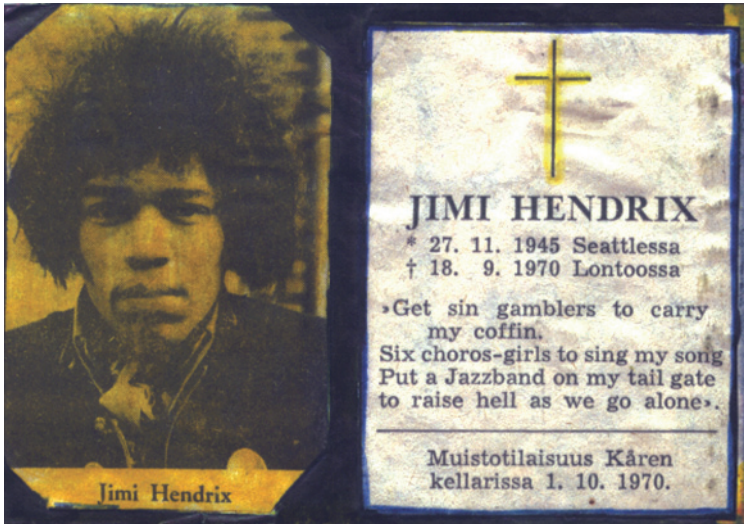 Jimi Hendrix
JIMI HENDRIX
* 27. 11. 1945 Seattlessa
† 18. 9. 1970 Lontoossa
›Get sin gamblers to carry
my coffin.
Six choros-girls to sing my song
Put a Jazzband on my tail gate
to raise hell as we go alone›.
Muistotilaisuus Kåren
kellarissa 1. 10. 1970.